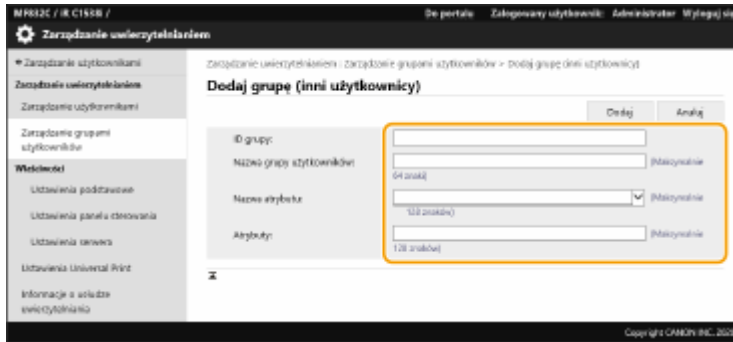 MF832C / iR C1538i /
Do portalu Zalogowany użytkownik: Administrator Wyloguj się
Zarządzanie uwierzytelnianiem
Zarządzanie użytkownikami
Zarządzanie uwierzytelnianiem : Zarządzanie grupami użytkowników > Dodaj grupę (inni użytkownicy)
Zarządzanie uwierzytelnianiem
Dodaj grupę (inni użytkownicy)
Zarządzanie użytkownikami
Dodaj Anuluj
Zarządzanie grupami
użytkowników
ID grupy:
Nazwa grupy użytkowników: (Maksymalnie
64 znaki)
Właściwości
Ustawienia podstawowe
Nazwa atrybutu: (Maksymalnie
128 znaków)
Ustawienia panelu sterowania
Atrybuty: (Maksymalnie
128 znaków)
Ustawienia serwera
Ustawienia Universal Print
Informacje o usłudze
uwierzytelniania
Copyright CANON INC.